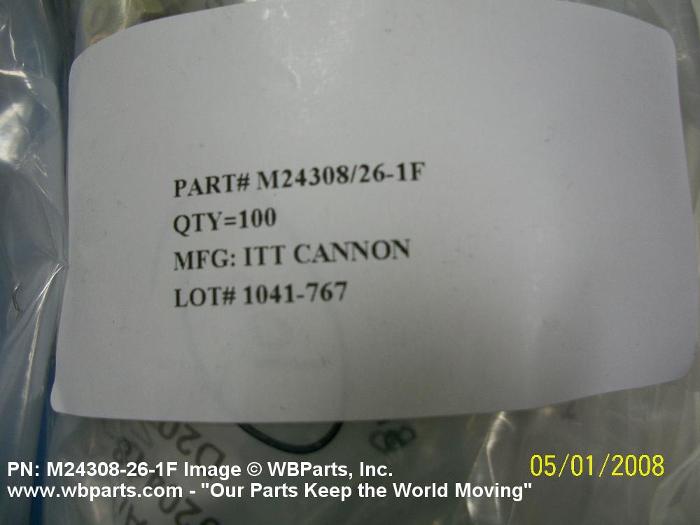 PART# M24308/26-1F
QTY=100
MFG: ITT CANNON
LOT# 1041-767
PN: M24308-26-1F Image © WBParts, Inc.
05/01/2008
www.wbparts.com - "Our Parts Keep the World Moving"